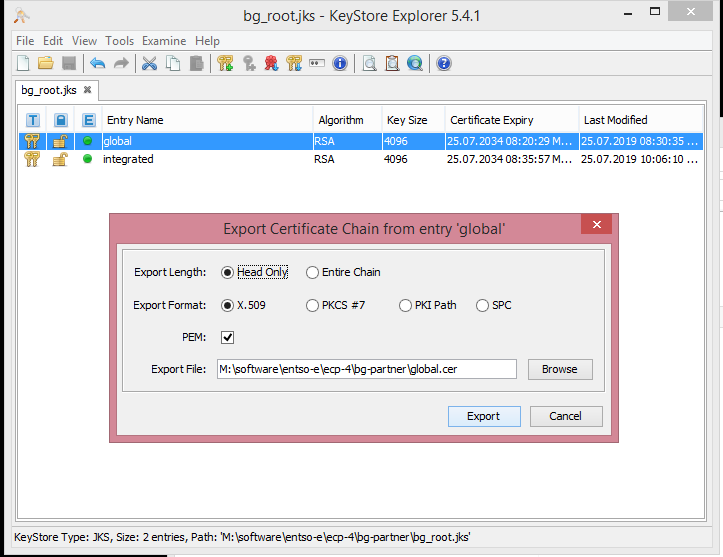 bg_root.jks - KeyStore Explorer 5.4.1
File Edit View Tools Examine Help
bg_root.jks
T E Entry Name Algorithm Key Size Certificate Expiry Last Modified
global RSA 4096 25.07.2034 08:20:29 M... 25.07.2019 08:30:35 ...
integrated RSA 4096 25.07.2034 08:35:57 M... 25.07.2019 10:06:10 ...
Export Certificate Chain from entry 'global'
Export Length: Head Only Entire Chain
Export Format: X.509 PKCS #7 PKI Path SPC
PEM:
Export File: M:\software\entso-e\ecp-4\bg-partner\global.cer Browse
Export Cancel
KeyStore Type: JKS, Size: 2 entries, Path: 'M:\software\entso-e\ecp-4\bg-partner\bg_root.jks'